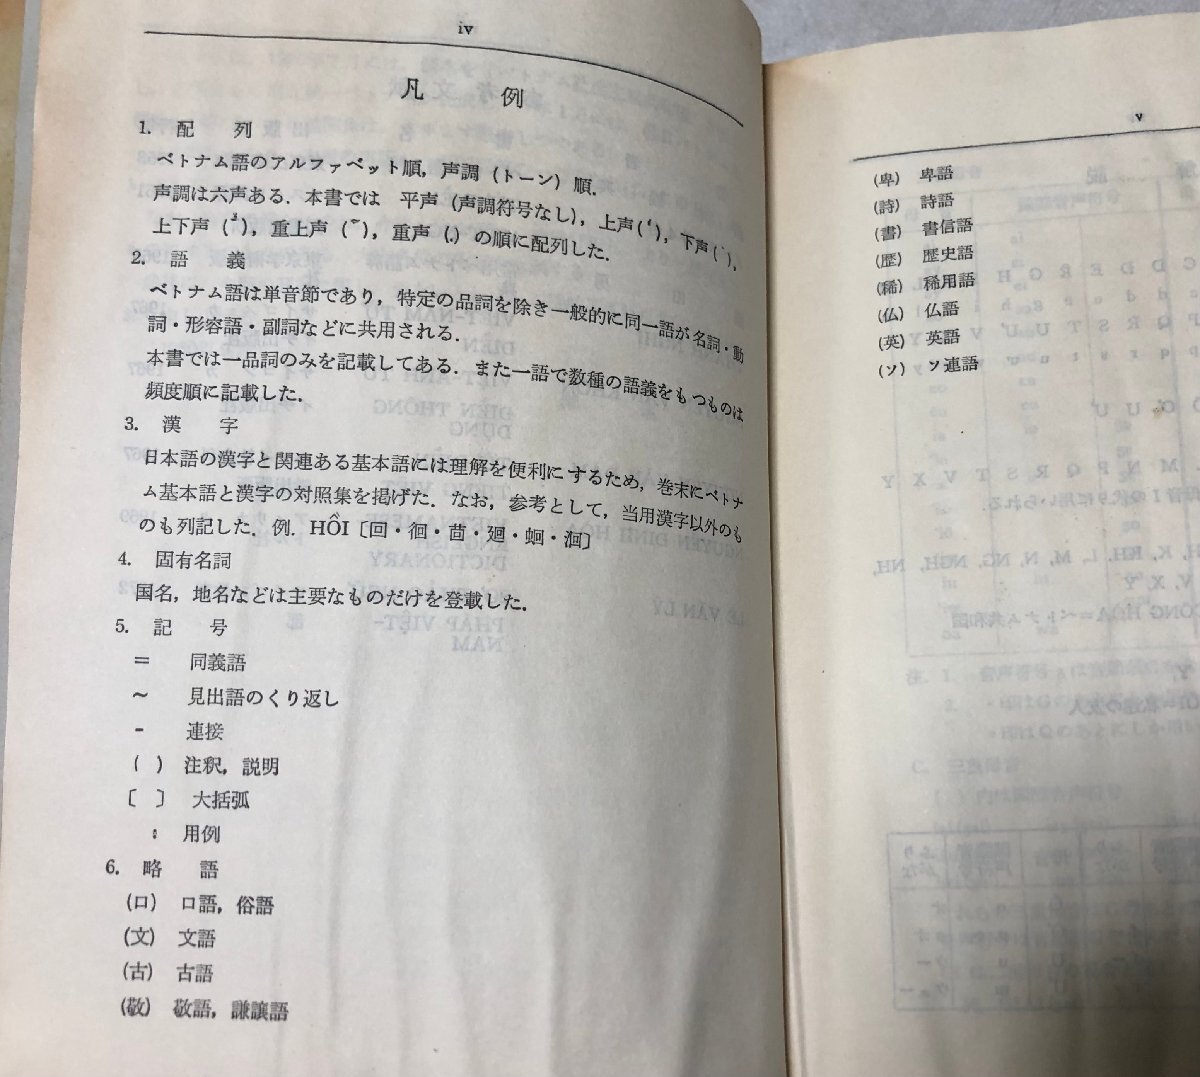 iv
凡 例
1. 配 列
ベトナム語のアルファベット順, 声調 (トーン) 順.
声調は六声ある. 本書では 平声 (声調符号なし), 上声(´), 下声(`),
上下声 (̉), 重上声 (~), 重声 (.) の順に配列した.
2. 語 義
ベトナム語は単音節であり, 特定の品詞を除き一般的に同一語が名詞・動
詞・形容語・副詞などに共用される.
本書では一品詞のみを記載してある. また一語で数種の語義をもつものは
頻度順に記載した.
3. 漢 字
日本語の漢字と関連ある基本語には理解を便利にするため, 巻末にベトナ
ム基本語と漢字の対照集を掲げた. なお, 参考として, 当用漢字以外のも
のも列記した. 例. HỒI〔回・徊・茴・廻・蛔・洄〕
4. 固有名詞
国名, 地名などは主要なものだけを登載した.
5. 記 号
= 同義語
~ 見出語のくり返し
- 連接
( ) 注釈, 説明
〔 〕 大括弧
: 用例
6. 略 語
(口) 口語, 俗語
(文) 文語
(古) 古語
(敬) 敬語, 謙譲語
v
(卑) 卑語
(詩) 詩語
(書) 書信語
(歴) 歴史語
(稀) 稀用語
(仏) 仏語
(英) 英語
(ソ) ソ連語